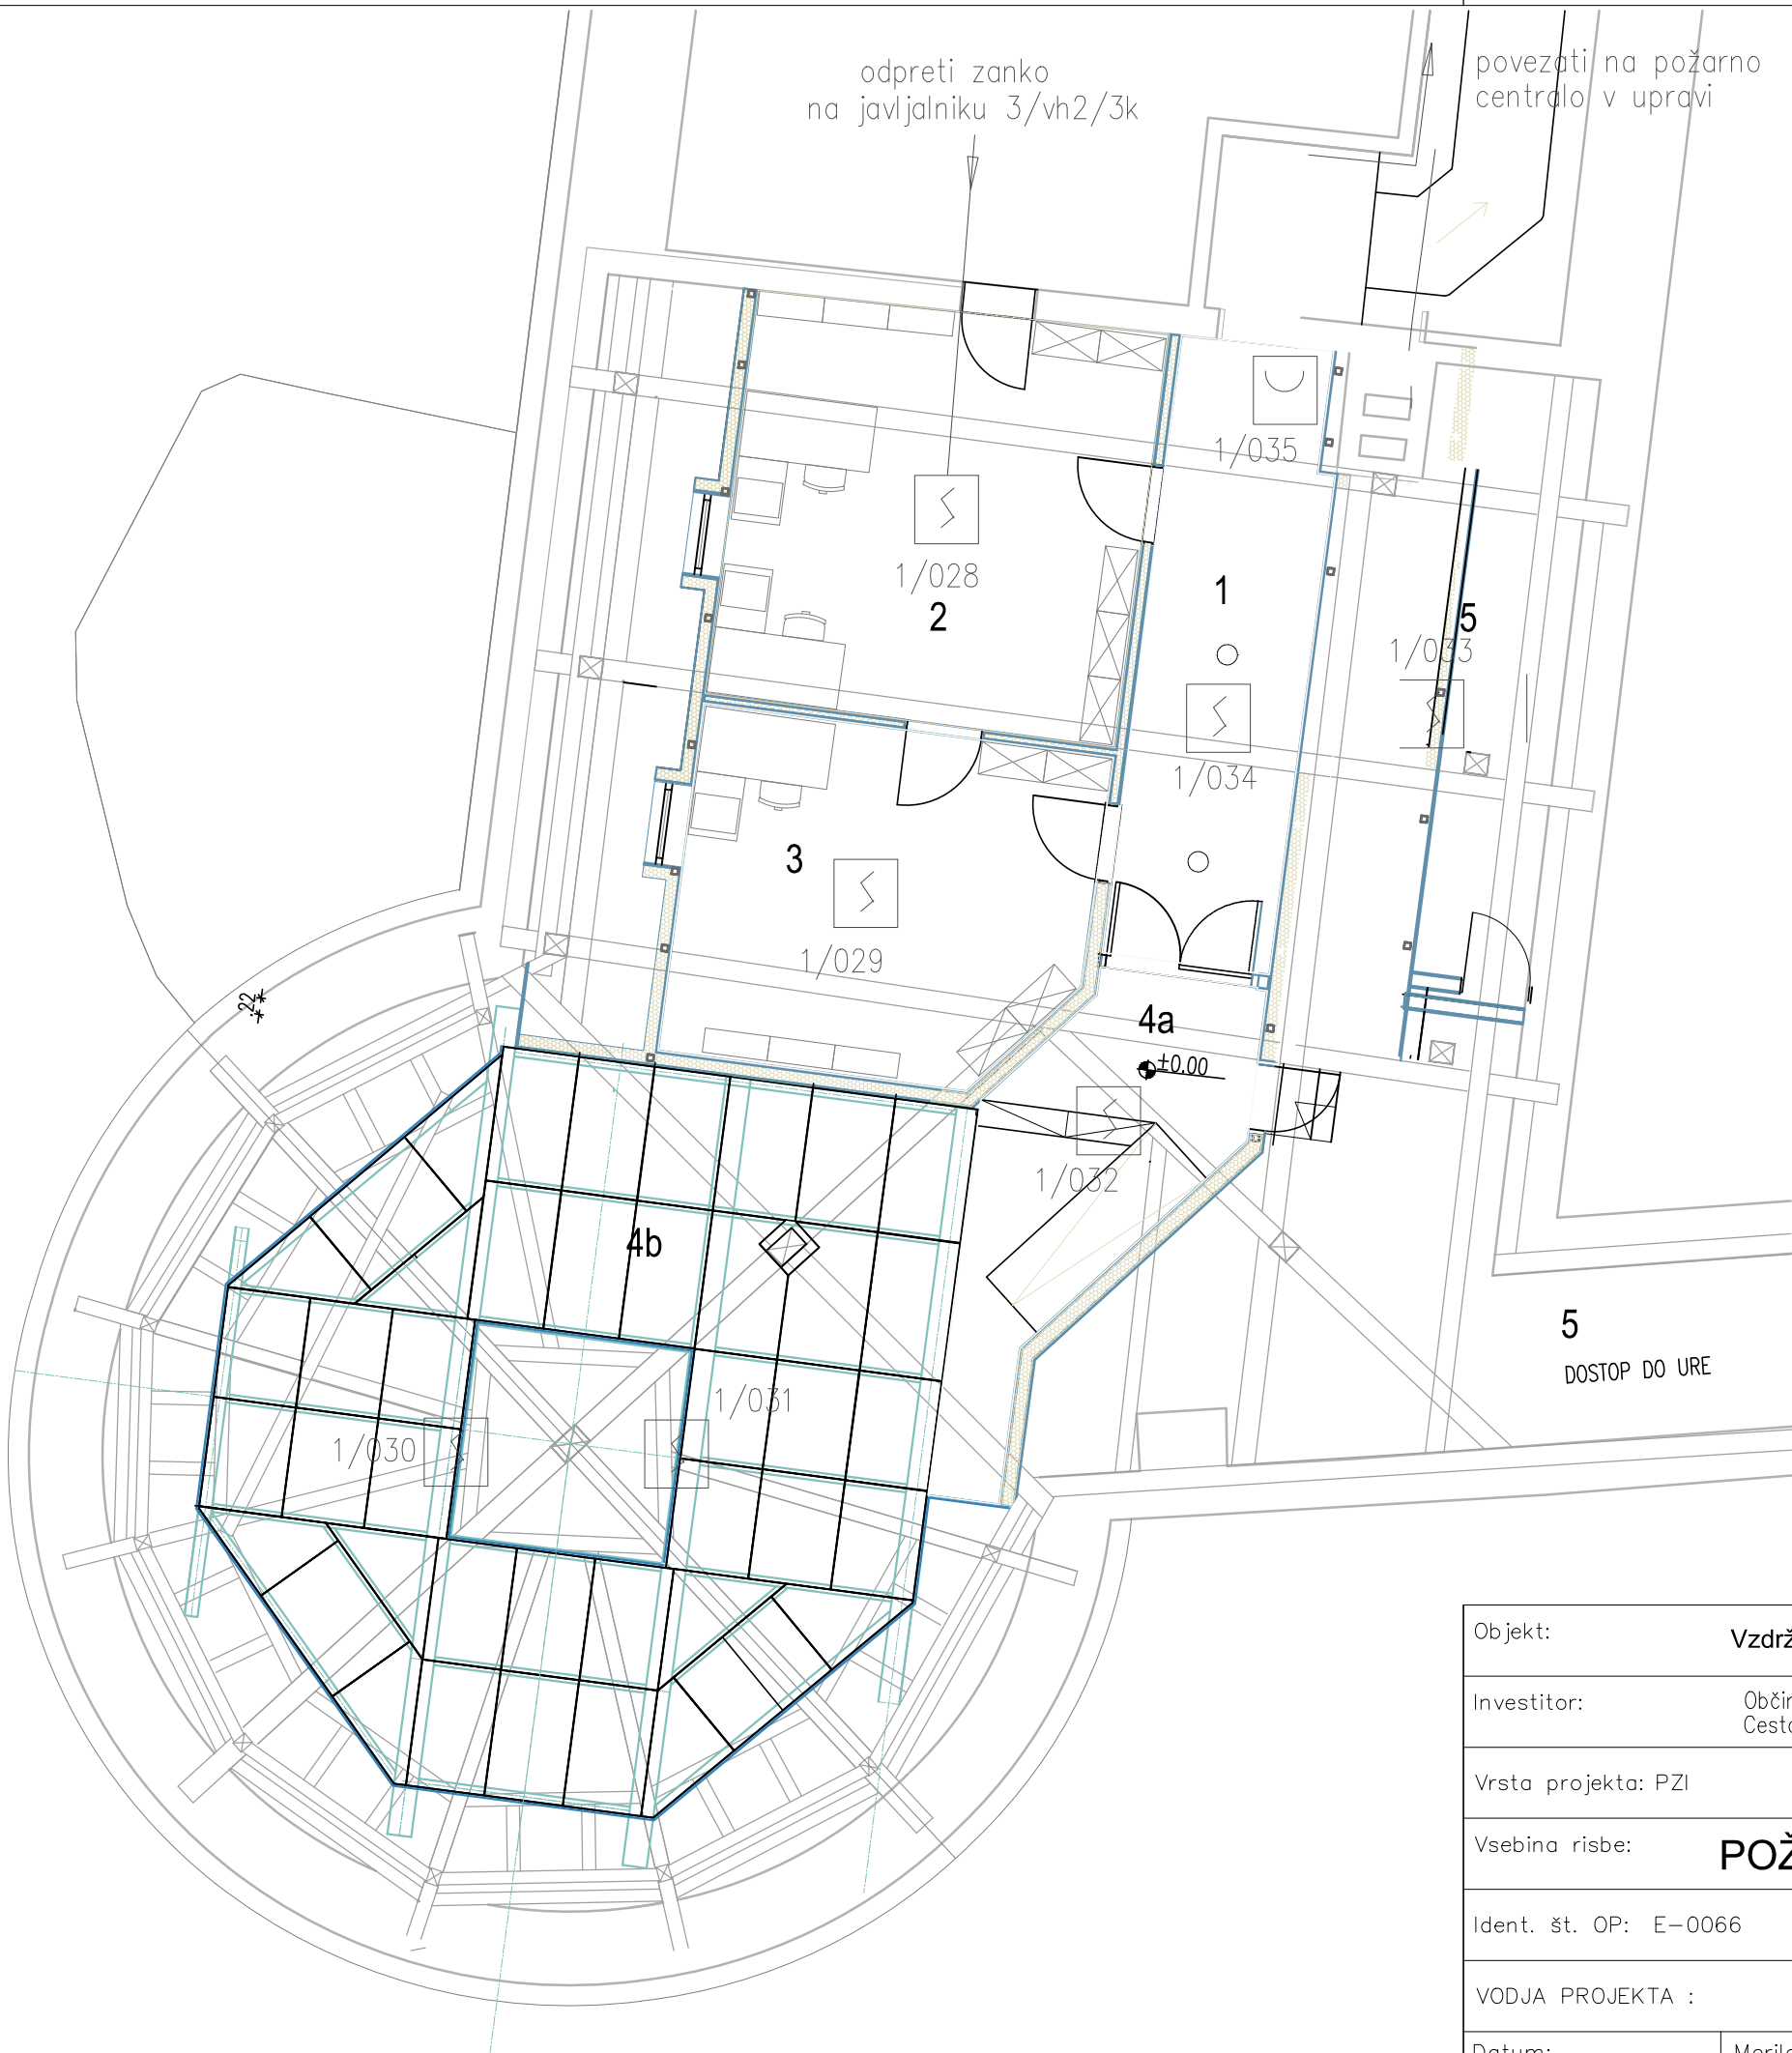 odpreti zanko
na javljalniku 3/vh2/3k
povezati na požarno
centralo v upravi
1/035
1/028
2
1
5
1/033
1/034
3
1/029
.22
4a
±0.00
1/032
4b
5
DOSTOP DO URE
1/031
1/030
Objekt:
Investitor:
Vrsta projekta: PZI
Vsebina risbe:
Ident. št. OP: E-0066
VODJA PROJEKTA :
Datum: